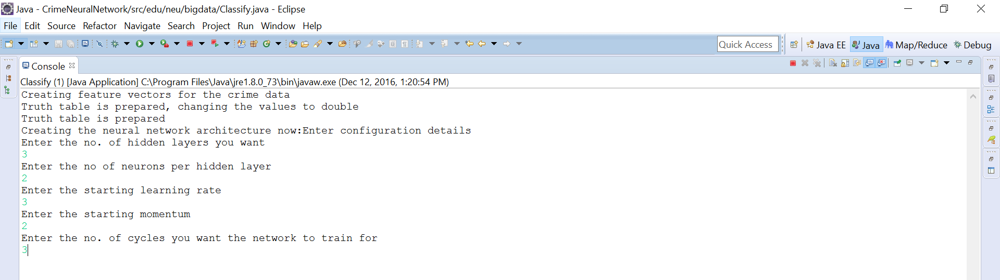 Java - CrimeNeuralNetwork/src/edu/neu/bigdata/Classify.java - Eclipse
File Edit Source Refactor Navigate Search Project Run Window Help
Quick Access Java EE Java Map/Reduce Debug
Console
Classify (1) [Java Application] C:\Program Files\Java\jre1.8.0_73\bin\javaw.exe (Dec 12, 2016, 1:20:54 PM)
Creating feature vectors for the crime data
Truth table is prepared, changing the values to double
Truth table is prepared
Creating the neural network architecture now:Enter configuration details
Enter the no. of hidden layers you want
3
Enter the no of neurons per hidden layer
2
Enter the starting learning rate
3
Enter the starting momentum
2
Enter the no. of cycles you want the network to train for
3